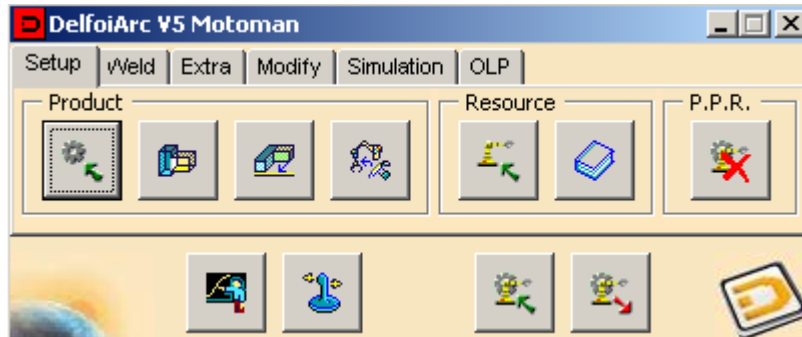 DelfoiArc V5 Motoman
Setup Weld Extra Modify Simulation OLP
Product Resource P.P.R.